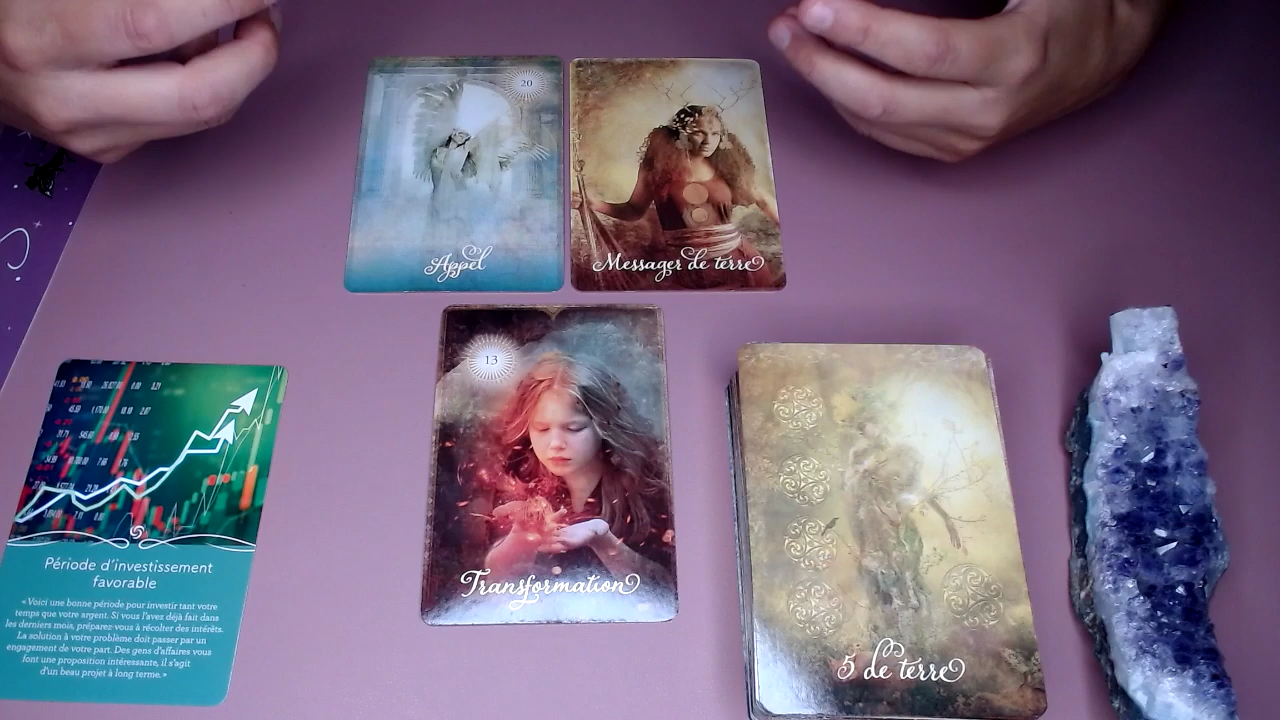 20
Appel
Messager de terre
13
Transformation
5 de terre
Période d'investissement
favorable
« Voici une bonne période pour investir tant votre
temps que votre argent. Si vous l'avez déjà fait dans
les derniers mois, préparez-vous à récolter des intérêts.
La solution à votre problème doit passer par un
engagement de votre part. Des gens d'affaires vous
font une proposition intéressante, il s'agit
d'un beau projet à long terme. »